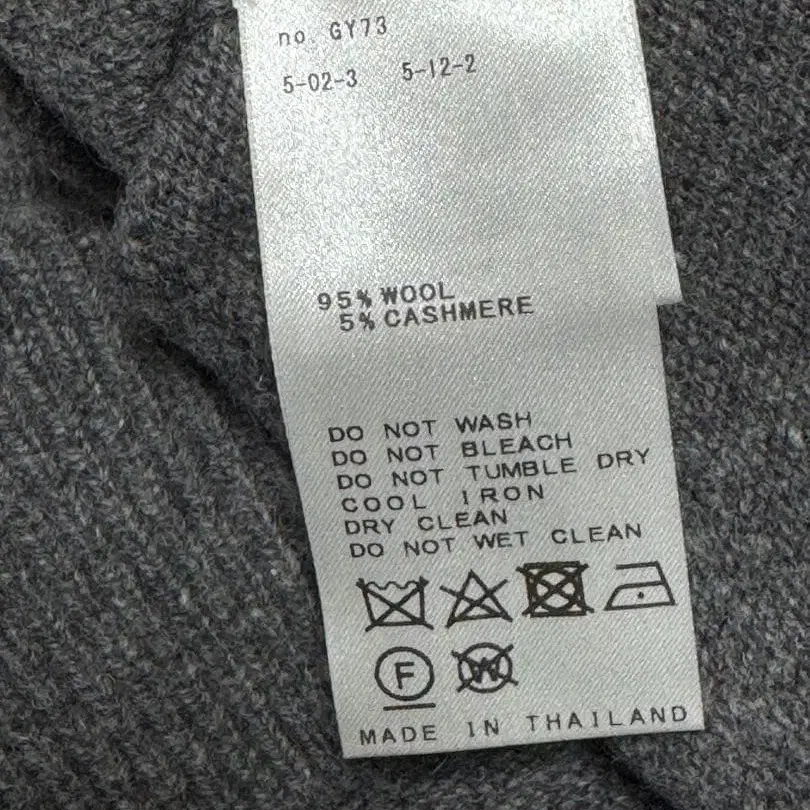 no. GY73
5-02-3 5-12-2
95% WOOL
5% CASHMERE
DO NOT WASH
DO NOT BLEACH
DO NOT TUMBLE DRY
COOL IRON
DRY CLEAN
DO NOT WET CLEAN
F W
MADE IN THAILAND